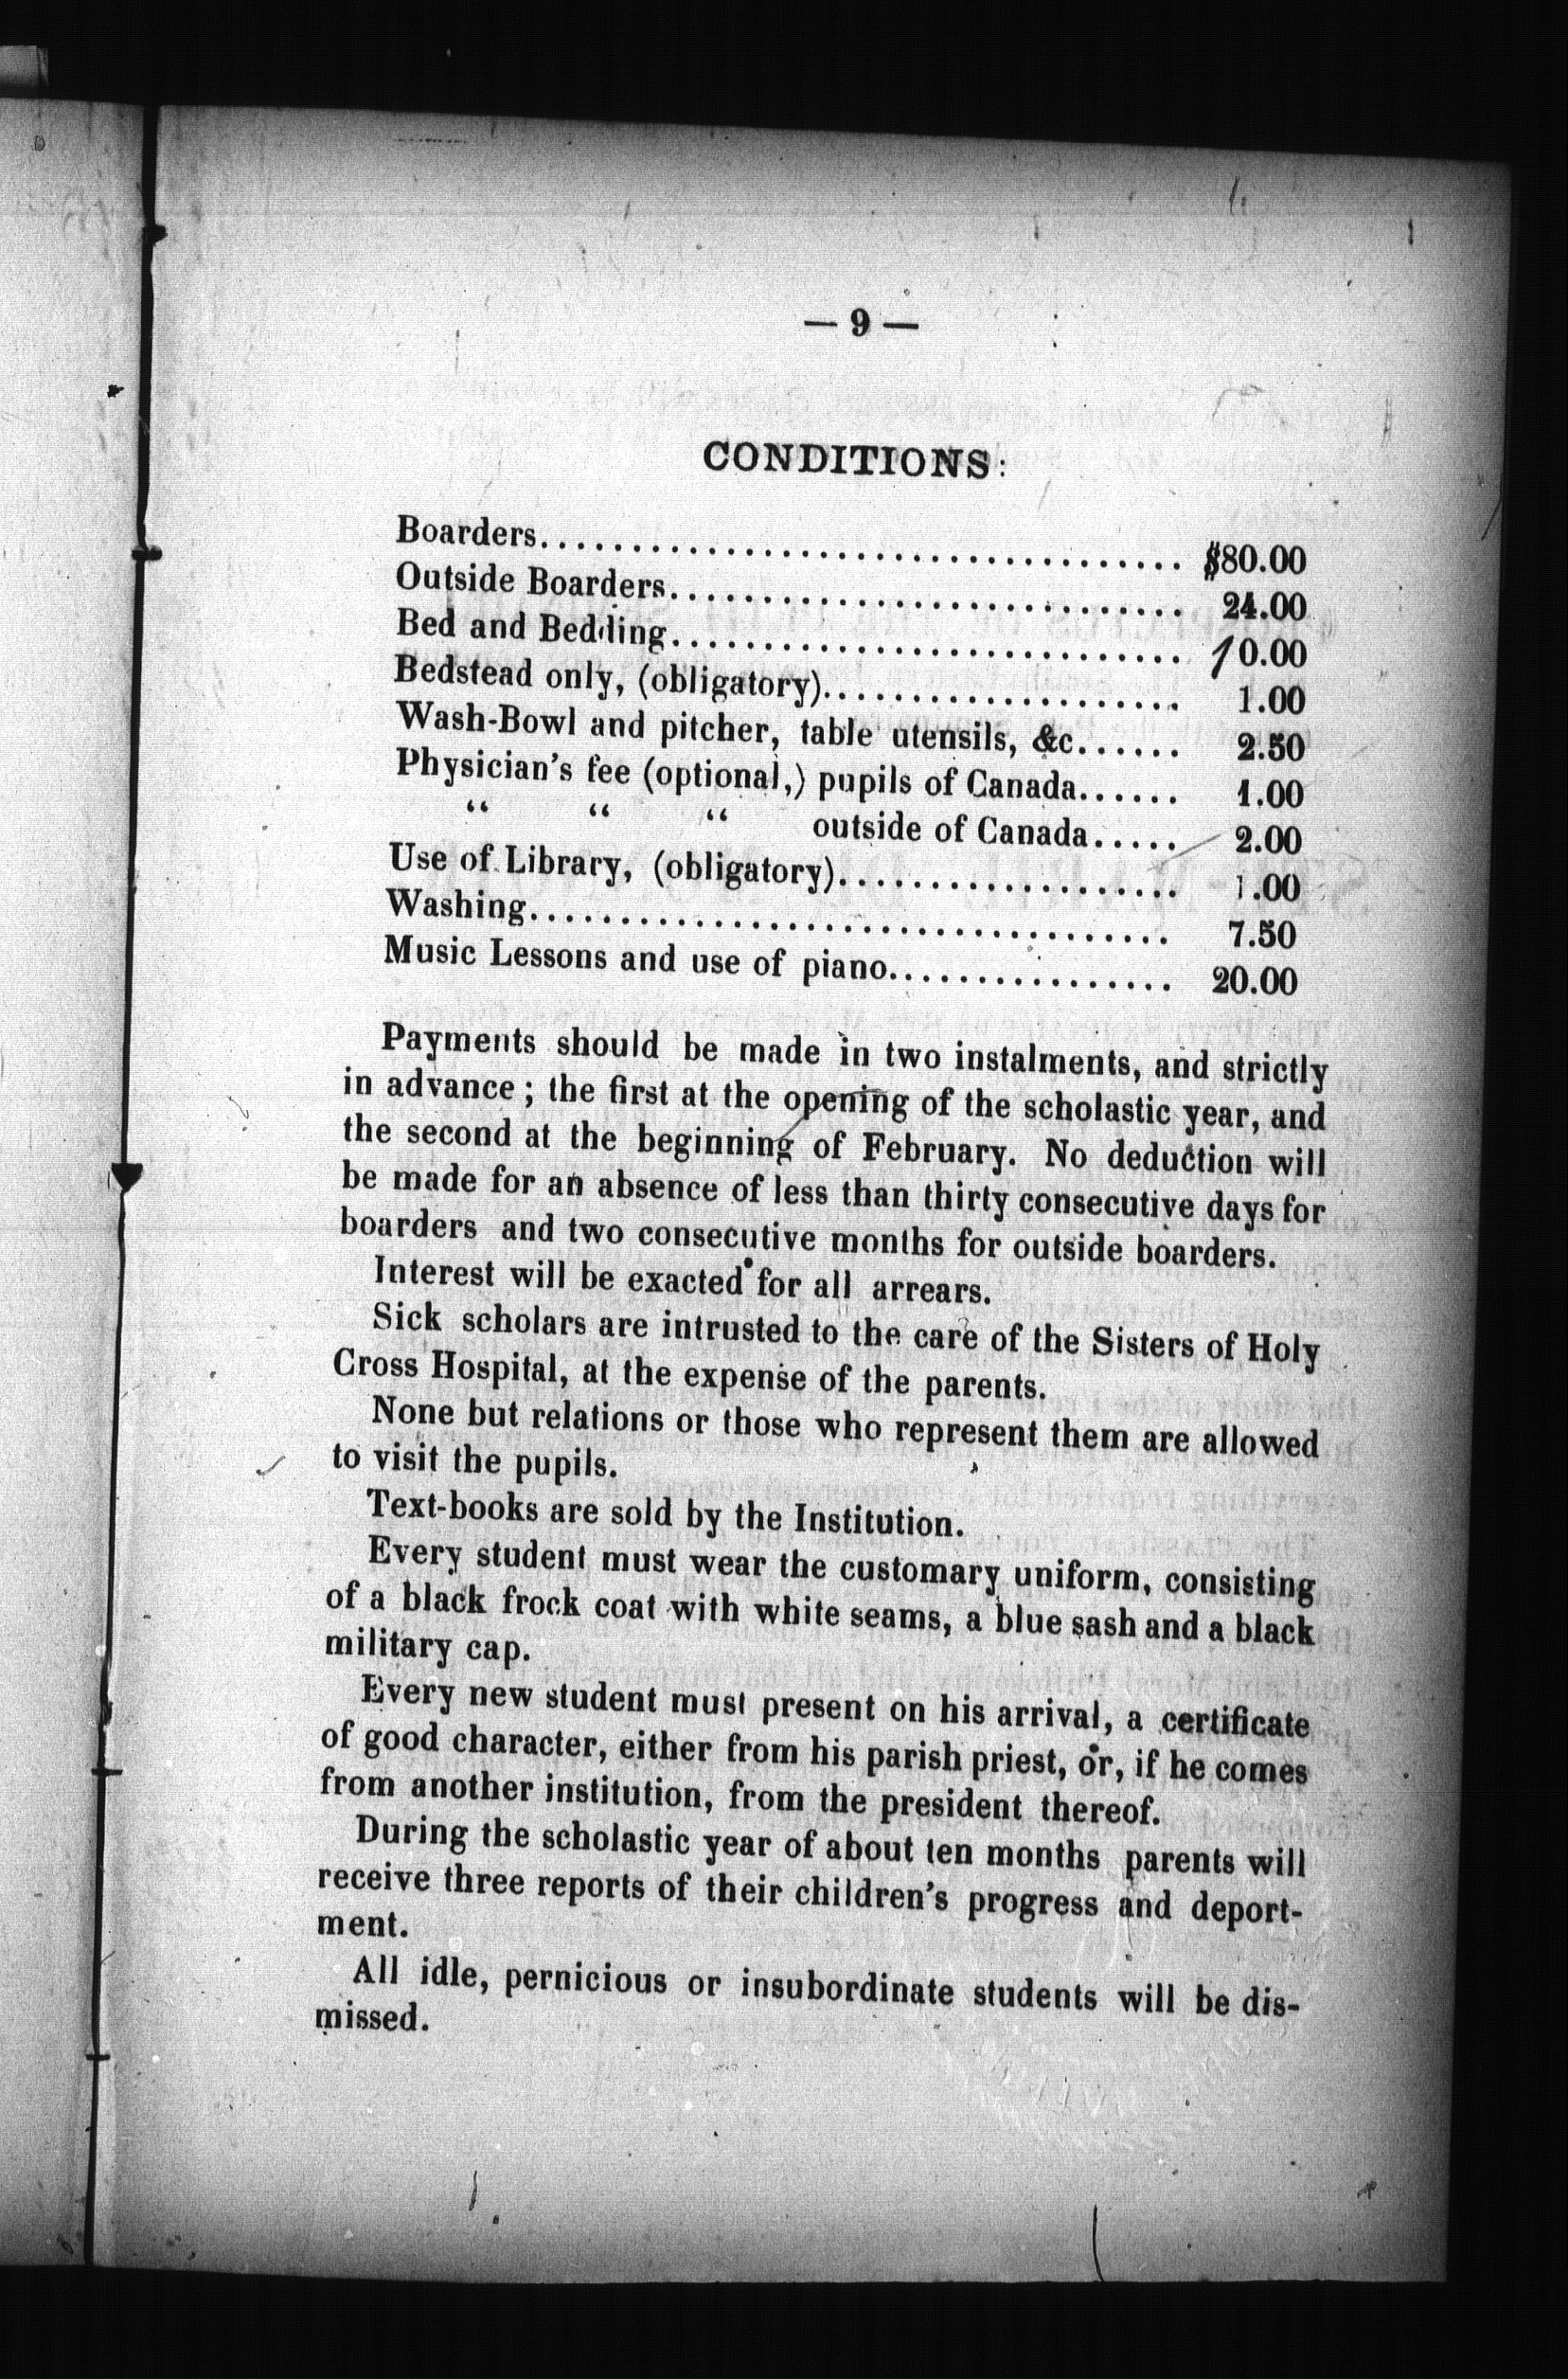 — 9 —
CONDITIONS:
Boarders.................................... $80.00
Outside Boarders............................ 24.00
Bed and Bedding............................ 10.00
Bedstead only, (obligatory).................... 1.00
Wash-Bowl and pitcher, table utensils, &c...... 2.50
Physician's fee (optional,) pupils of Canada...... 1.00
“ “ “ outside of Canada..... 2.00
Use of Library, (obligatory)................... 1.00
Washing................................... 7.50
Music Lessons and use of piano................ 20.00
Payments should be made in two instalments, and strictly
in advance ; the first at the opening of the scholastic year, and
the second at the beginning of February. No deduction will
be made for an absence of less than thirty consecutive days for
boarders and two consecutive months for outside boarders.
Interest will be exacted for all arrears.
Sick scholars are intrusted to the care of the Sisters of Holy
Cross Hospital, at the expense of the parents.
None but relations or those who represent them are allowed
to visit the pupils.
Text-books are sold by the Institution.
Every student must wear the customary uniform, consisting
of a black frock coat with white seams, a blue sash and a black
military cap.
Every new student must present on his arrival, a certificate
of good character, either from his parish priest, or, if he comes
from another institution, from the president thereof.
During the scholastic year of about ten months parents will
receive three reports of their children's progress and deport-
ment.
All idle, pernicious or insubordinate students will be dis-
missed.